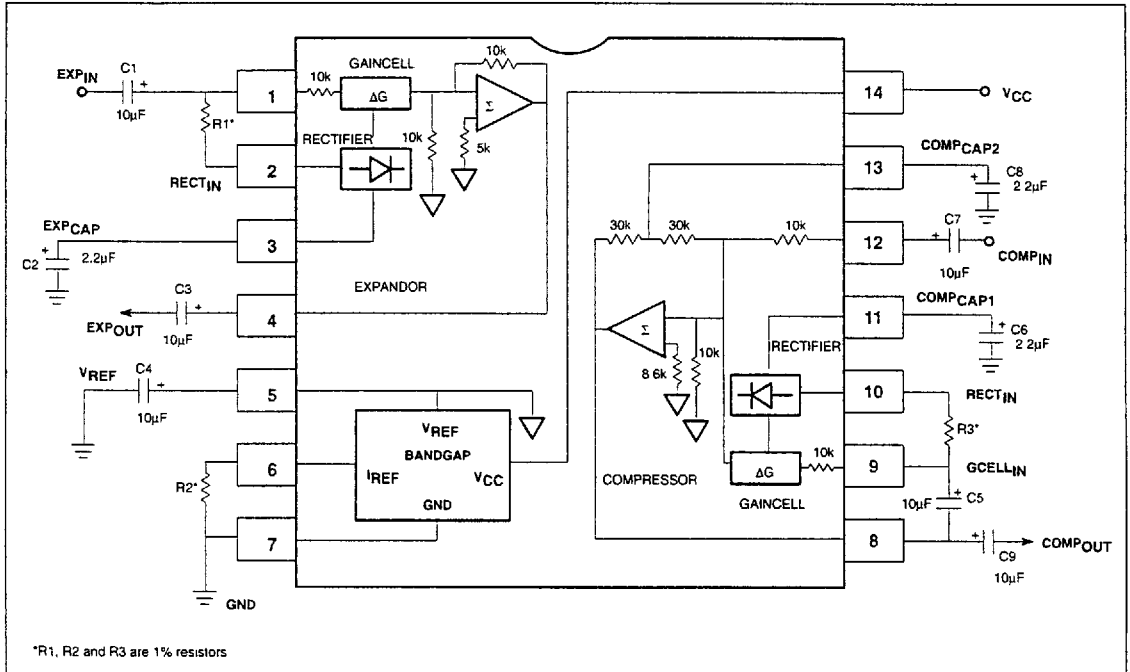 EXPIN
C1
+
10µF
R1*
1
10k
GAINCELL
ΔG
10k
Σ
10k
5k
RECTIFIER
2
RECTIN
EXPCAP
3
+
C2
2.2µF
EXPANDOR
C3
+
4
EXPOUT
10µF
VREF
C4
+
5
10µF
VREF
BANDGAP
IREF
VCC
GND
6
R2*
7
GND
14
VCC
COMPCAP2
13
+
C8
2 2µF
30k
30k
10k
12
C7
+
10µF
COMPIN
COMPCAP1
11
+
C6
2 2µF
Σ
10k
8 6k
RECTIFIER
10
RECTIN
R3*
COMPRESSOR
ΔG
10k
9
GCELLIN
GAINCELL
10µF
+
C5
8
+
C9
COMPOUT
10µF
*R1, R2 and R3 are 1% resistors